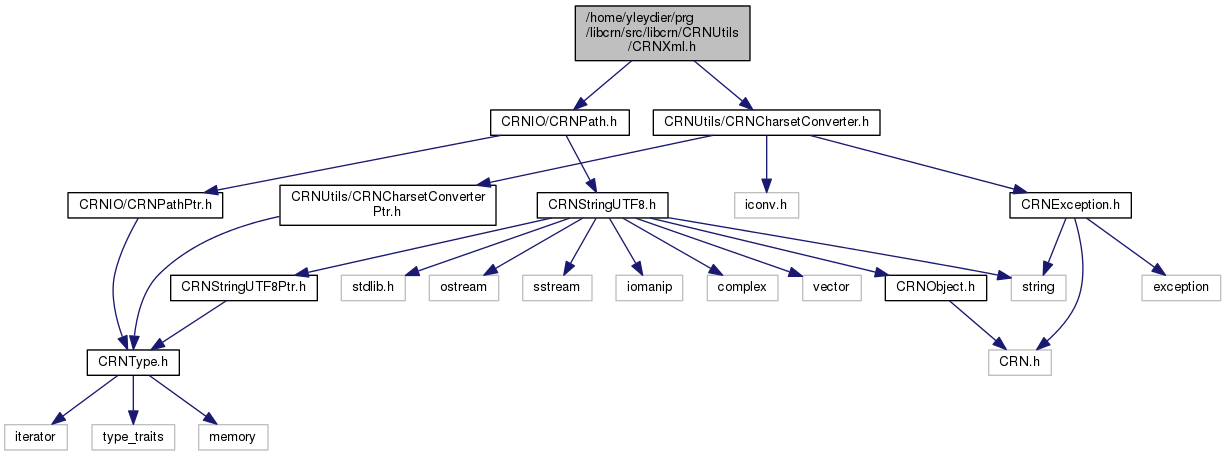 /home/yleydier/prg
/libcrn/src/libcrn/CRNUtils
/CRNXml.h
CRNIO/CRNPath.h
CRNUtils/CRNCharsetConverter.h
CRNIO/CRNPathPtr.h
CRNUtils/CRNCharsetConverter
Ptr.h
CRNStringUTF8.h
iconv.h
CRNException.h
CRNStringUTF8Ptr.h
stdlib.h
ostream
sstream
iomanip
complex
vector
CRNObject.h
string
exception
CRNType.h
CRN.h
iterator
type_traits
memory